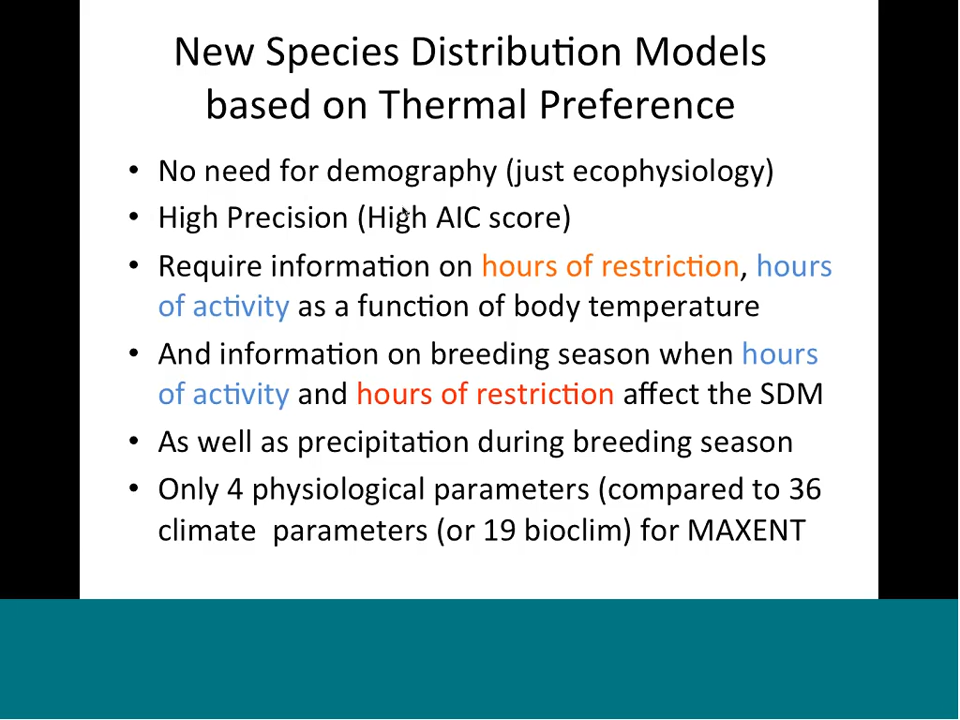 New Species Distribution Models
based on Thermal Preference
• No need for demography (just ecophysiology)
• High Precision (High AIC score)
• Require information on hours of restriction, hours
of activity as a function of body temperature
• And information on breeding season when hours
of activity and hours of restriction affect the SDM
• As well as precipitation during breeding season
• Only 4 physiological parameters (compared to 36
climate  parameters (or 19 bioclim) for MAXENT